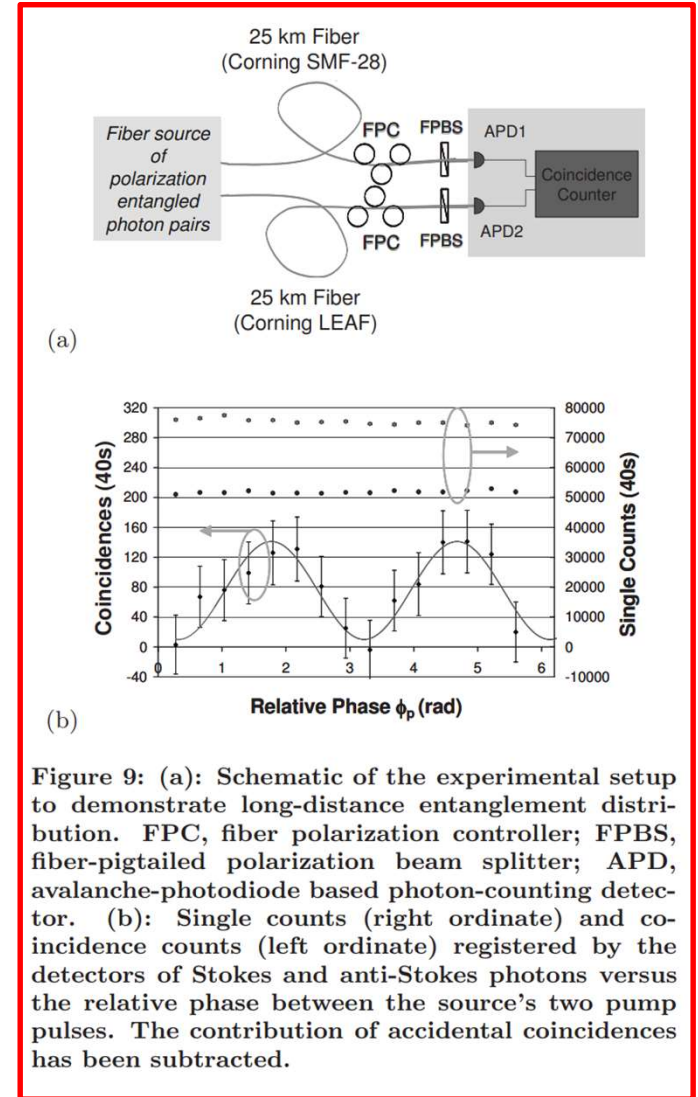 25 km Fiber
(Corning SMF-28)
Fiber source
of
polarization
entangled
photon pairs
FPC
FPBS
APD1
Coincidence
Counter
APD2
FPC
FPBS
25 km Fiber
(Corning LEAF)
(a)
320
280
240
200
160
120
80
40
0
-40
Coincidences (40s)
80000
70000
60000
50000
40000
30000
20000
10000
0
-10000
Single Counts (40s)
0 1 2 3 4 5 6
Relative Phase ϕp (rad)
(b)
Figure 9: (a): Schematic of the experimental setup
to demonstrate long-distance entanglement distri-
bution. FPC, fiber polarization controller; FPBS,
fiber-pigtailed polarization beam splitter; APD,
avalanche-photodiode based photon-counting detec-
tor. (b): Single counts (right ordinate) and co-
incidence counts (left ordinate) registered by the
detectors of Stokes and anti-Stokes photons versus
the relative phase between the source's two pump
pulses. The contribution of accidental coincidences
has been subtracted.